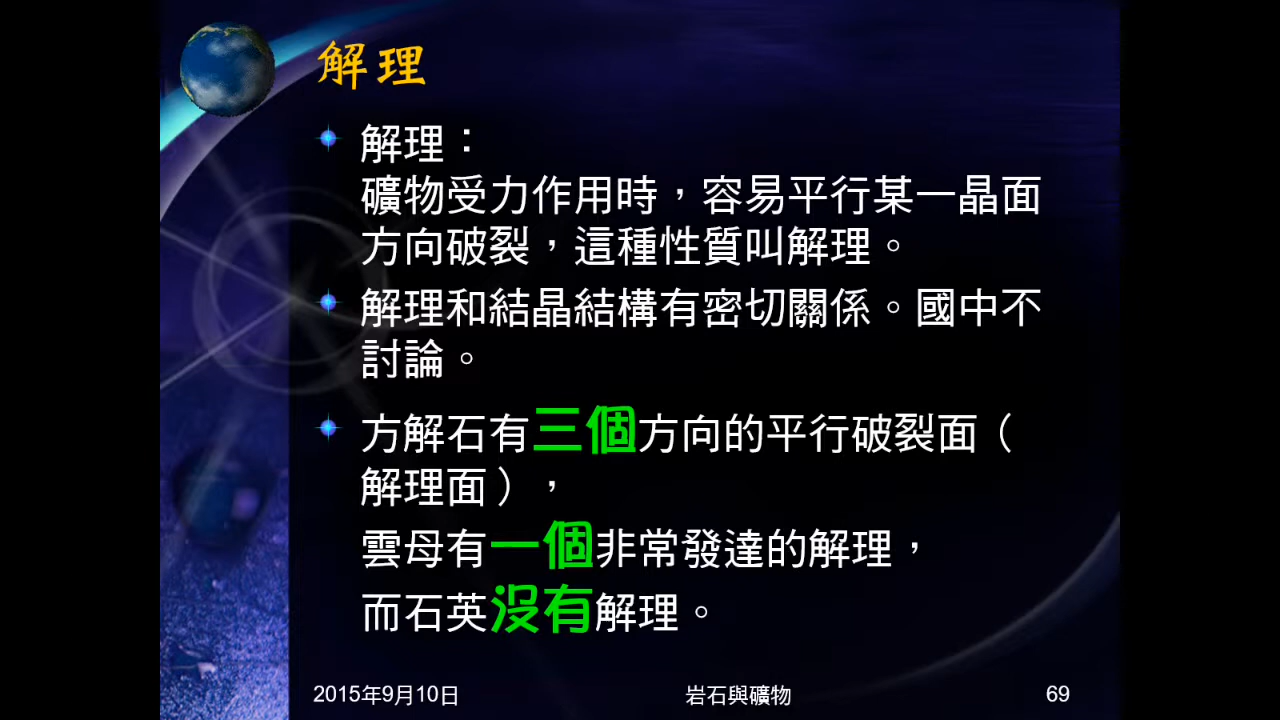 解理
解理：
礦物受力作用時，容易平行某一晶面
方向破裂，這種性質叫解理。
解理和結晶結構有密切關係。國中不
討論。
方解石有三個方向的平行破裂面（
解理面），
雲母有一個非常發達的解理，
而石英沒有解理。
2015年9月10日
岩石與礦物
69